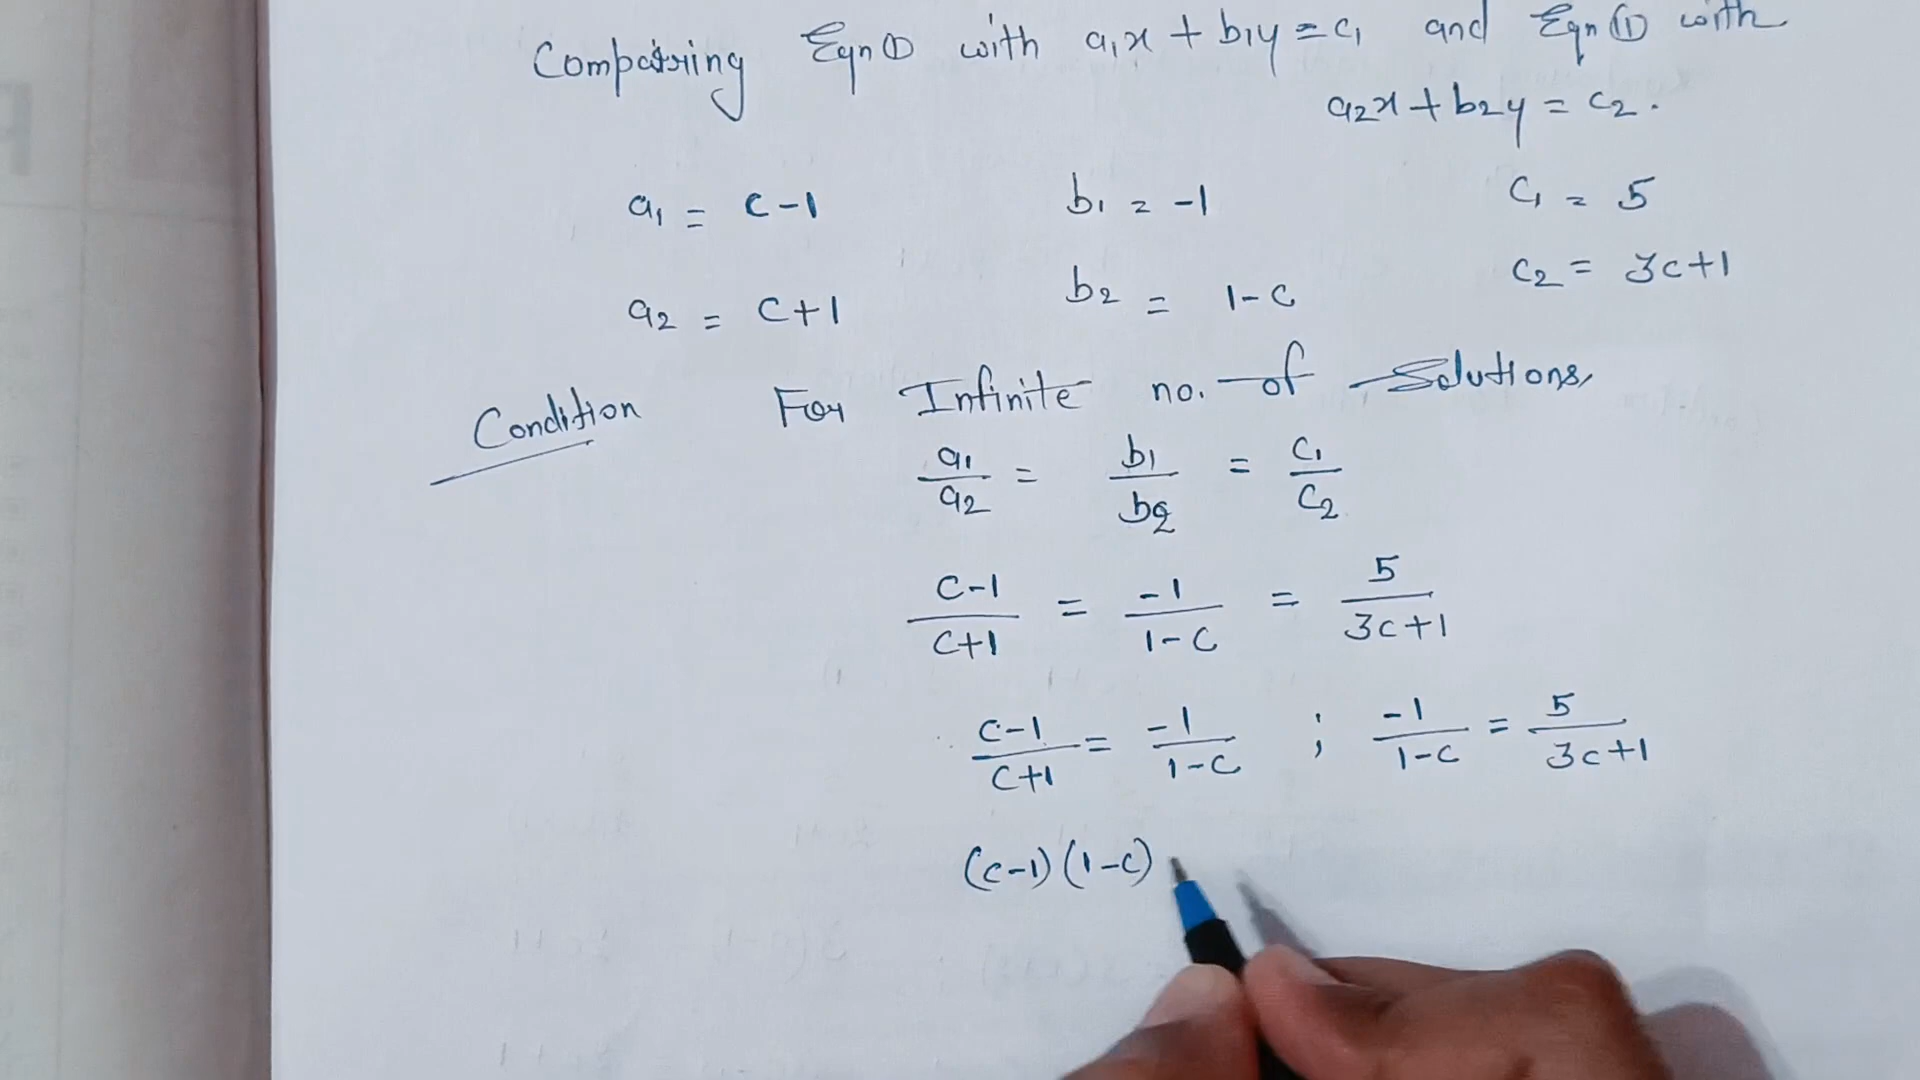 Comparing Eqn① with a₁x + b₁y = c₁ and Eqn ⑪ with
a₂x + b₂y = c₂.
a₁ = c-1 b₁ = -1 c₁ = 5
a₂ = c+1 b₂ = 1-c c₂ = 3c+1
Condition For Infinite no. of Solutions,
a₁/a₂ = b₁/b₂ = c₁/c₂
c-1/c+1 = -1/1-c = 5/3c+1
c-1/c+1 = -1/1-c ; -1/1-c = 5/3c+1
(c-1)(1-c)